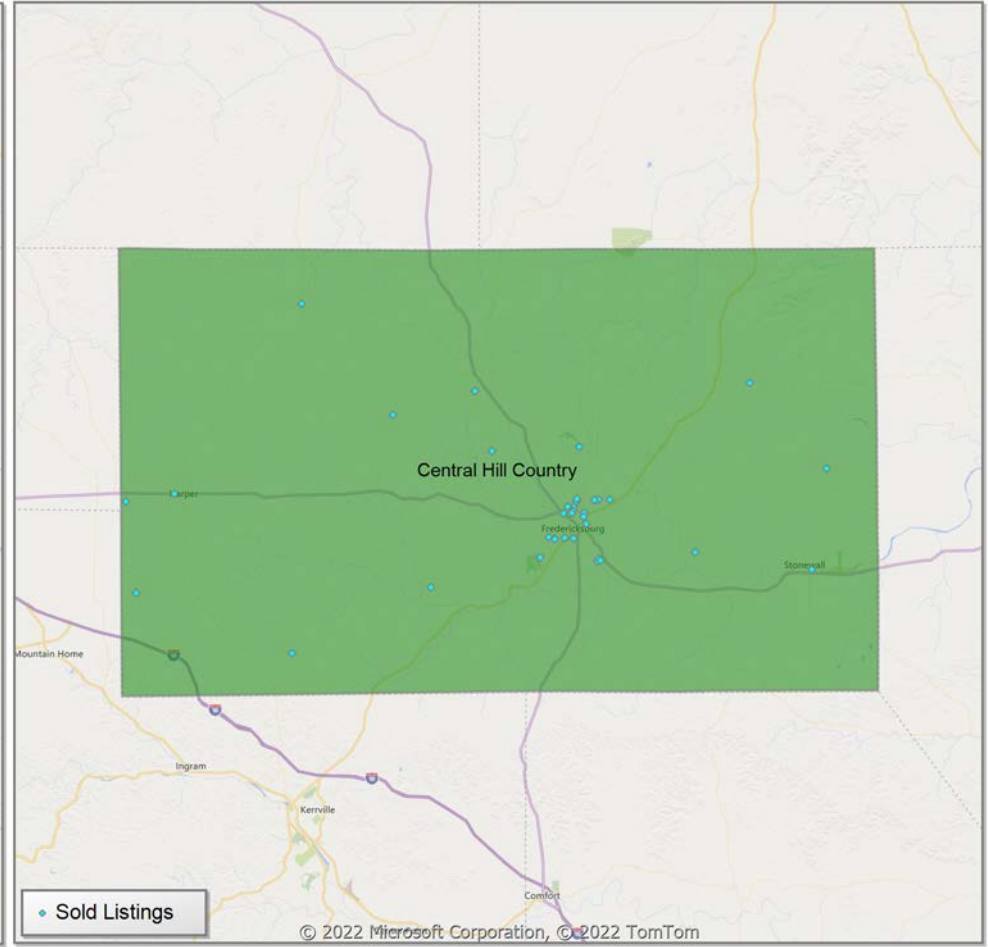 Central Hill Country
Harper
Fredericksburg
Stonewall
Mountain Home
Ingram
Kerrville
Comfort
Sold Listings
© 2022 Microsoft Corporation, © 2022 TomTom